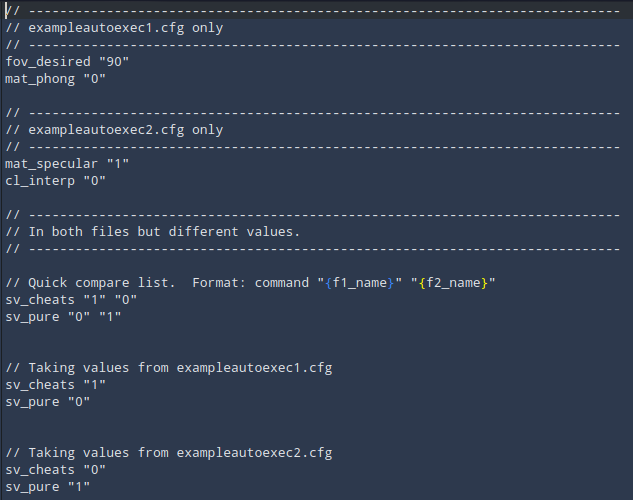 // ---------------------------------------------------------------------------
// exampleautoexec1.cfg only
// ---------------------------------------------------------------------------
fov_desired "90"
mat_phong "0"

// ---------------------------------------------------------------------------
// exampleautoexec2.cfg only
// ---------------------------------------------------------------------------
mat_specular "1"
cl_interp "0"

// ---------------------------------------------------------------------------
// In both files but different values.
// ---------------------------------------------------------------------------

// Quick compare list.  Format: command "{f1_name}" "{f2_name}"
sv_cheats "1" "0"
sv_pure "0" "1"


// Taking values from exampleautoexec1.cfg
sv_cheats "1"
sv_pure "0"


// Taking values from exampleautoexec2.cfg
sv_cheats "0"
sv_pure "1"